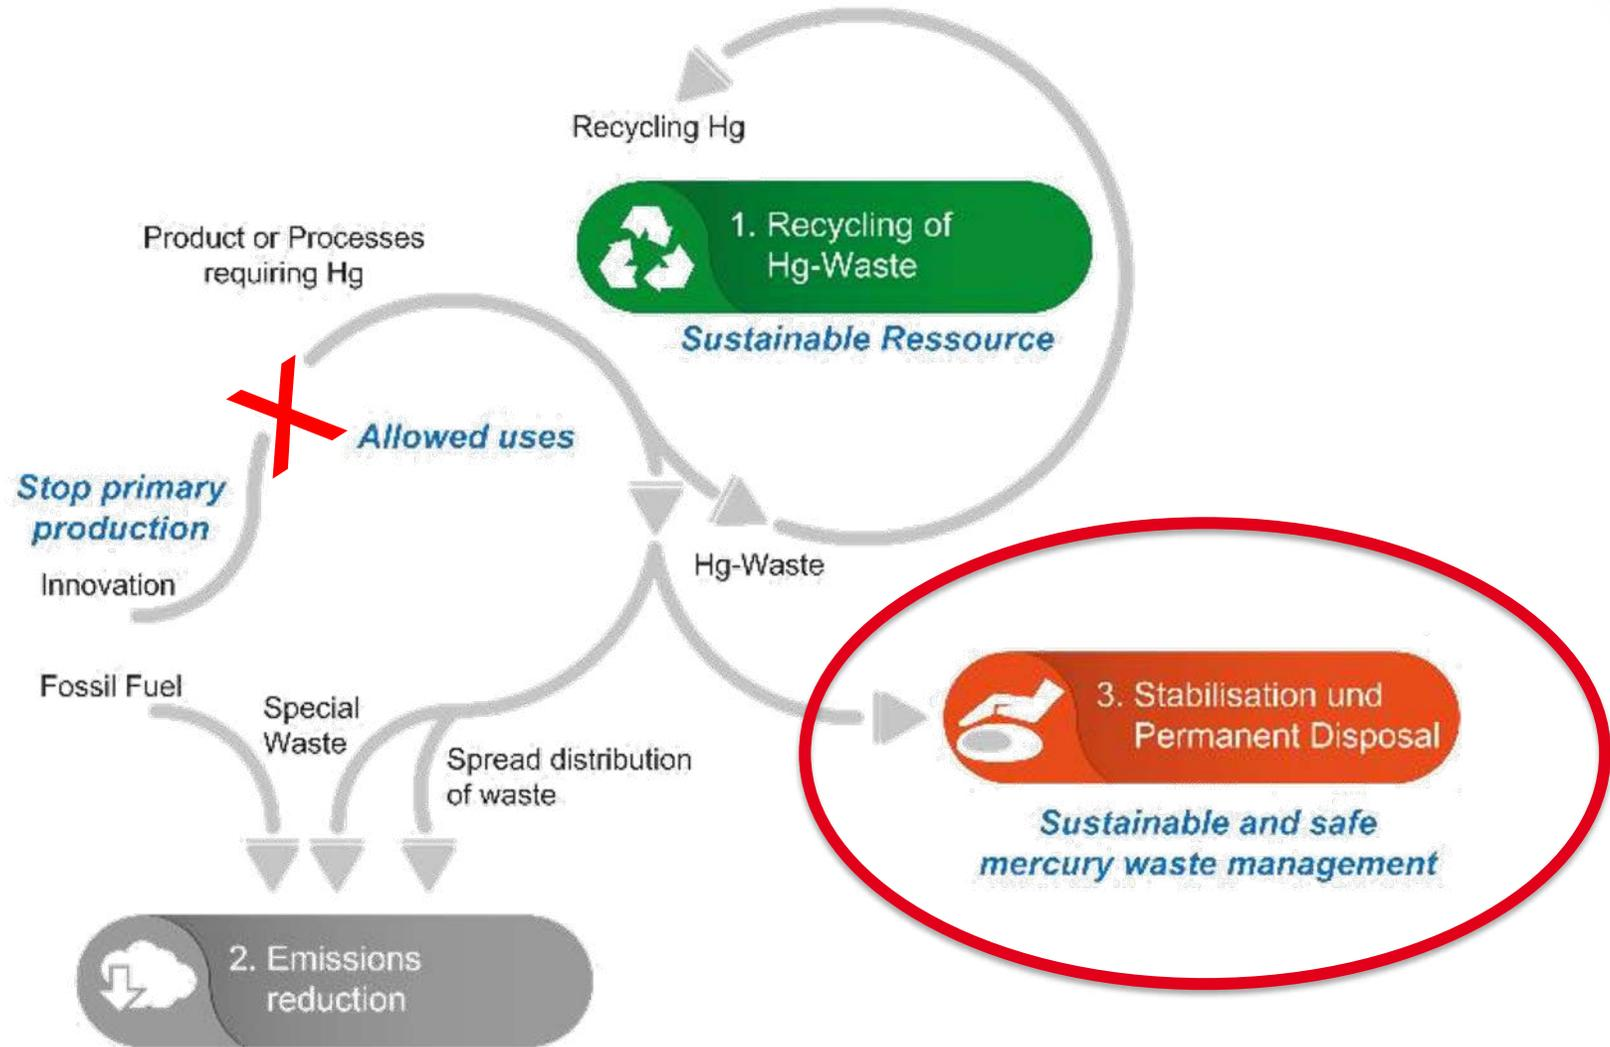 Recycling Hg
1. Recycling of
Hg-Waste
Sustainable Ressource
Product or Processes
requiring Hg
Allowed uses
Stop primary
production
Innovation
Hg-Waste
Fossil Fuel
Special
Waste
Spread distribution
of waste
3. Stabilisation und
Permanent Disposal
Sustainable and safe
mercury waste management
2. Emissions
reduction